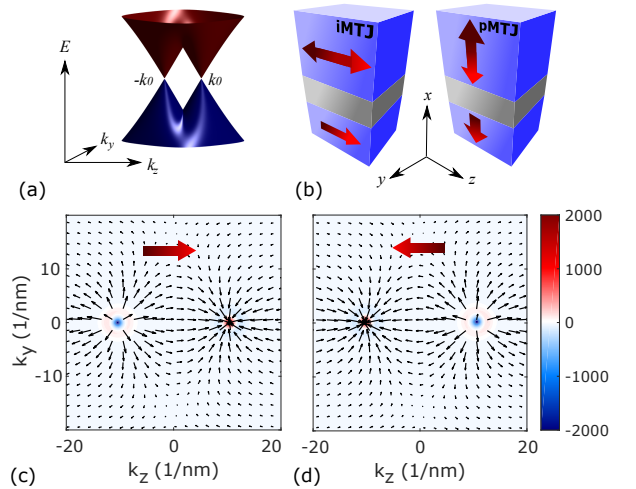 E
-k0
k0
ky
kz
(a)
iMTJ
pMTJ
x
y
z
(b)
10
0
-10
ky (1/nm)
-20
0
20
kz (1/nm)
(c)
-20
0
20
kz (1/nm)
(d)
2000
1000
0
-1000
-2000